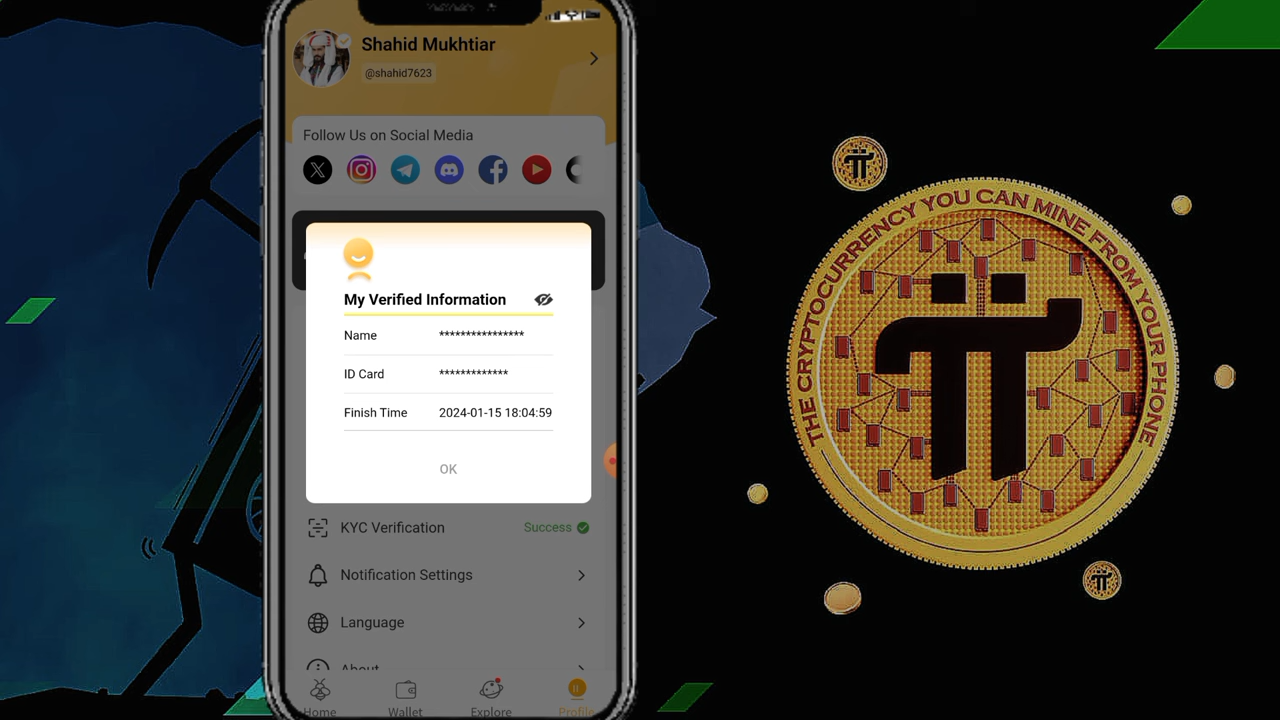 Shahid Mukhtiar
@shahid7623
Follow Us on Social Media
My Verified Information
Name ****************
ID Card *************
Finish Time 2024-01-15 18:04:59
OK
KYC Verification Success
Notification Settings
Language
About
Home Wallet Explore Profile
THE CRYPTOCURRENCY YOU CAN MINE FROM YOUR PHONE